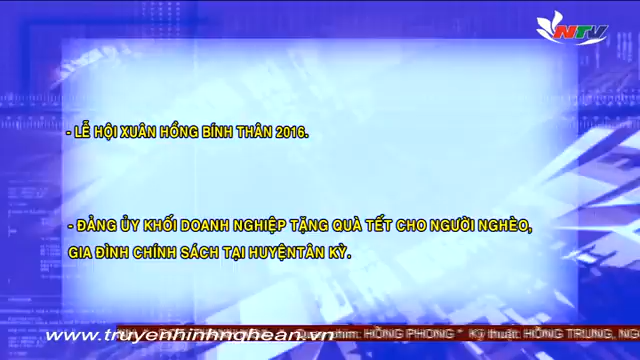 NTV
- LỄ HỘI XUÂN HỒNG BÍNH THÂN 2016.
- ĐẢNG ỦY KHỐI DOANH NGHIỆP TẶNG QUÀ TẾT CHO NGƯỜI NGHÈO,
GIA ĐÌNH CHÍNH SÁCH TẠI HUYỆNTÂN KỲ.
phim: HỒNG PHONG * Kỹ thuật: HỒNG TRUNG,
www.truyenhinhnghean.vn